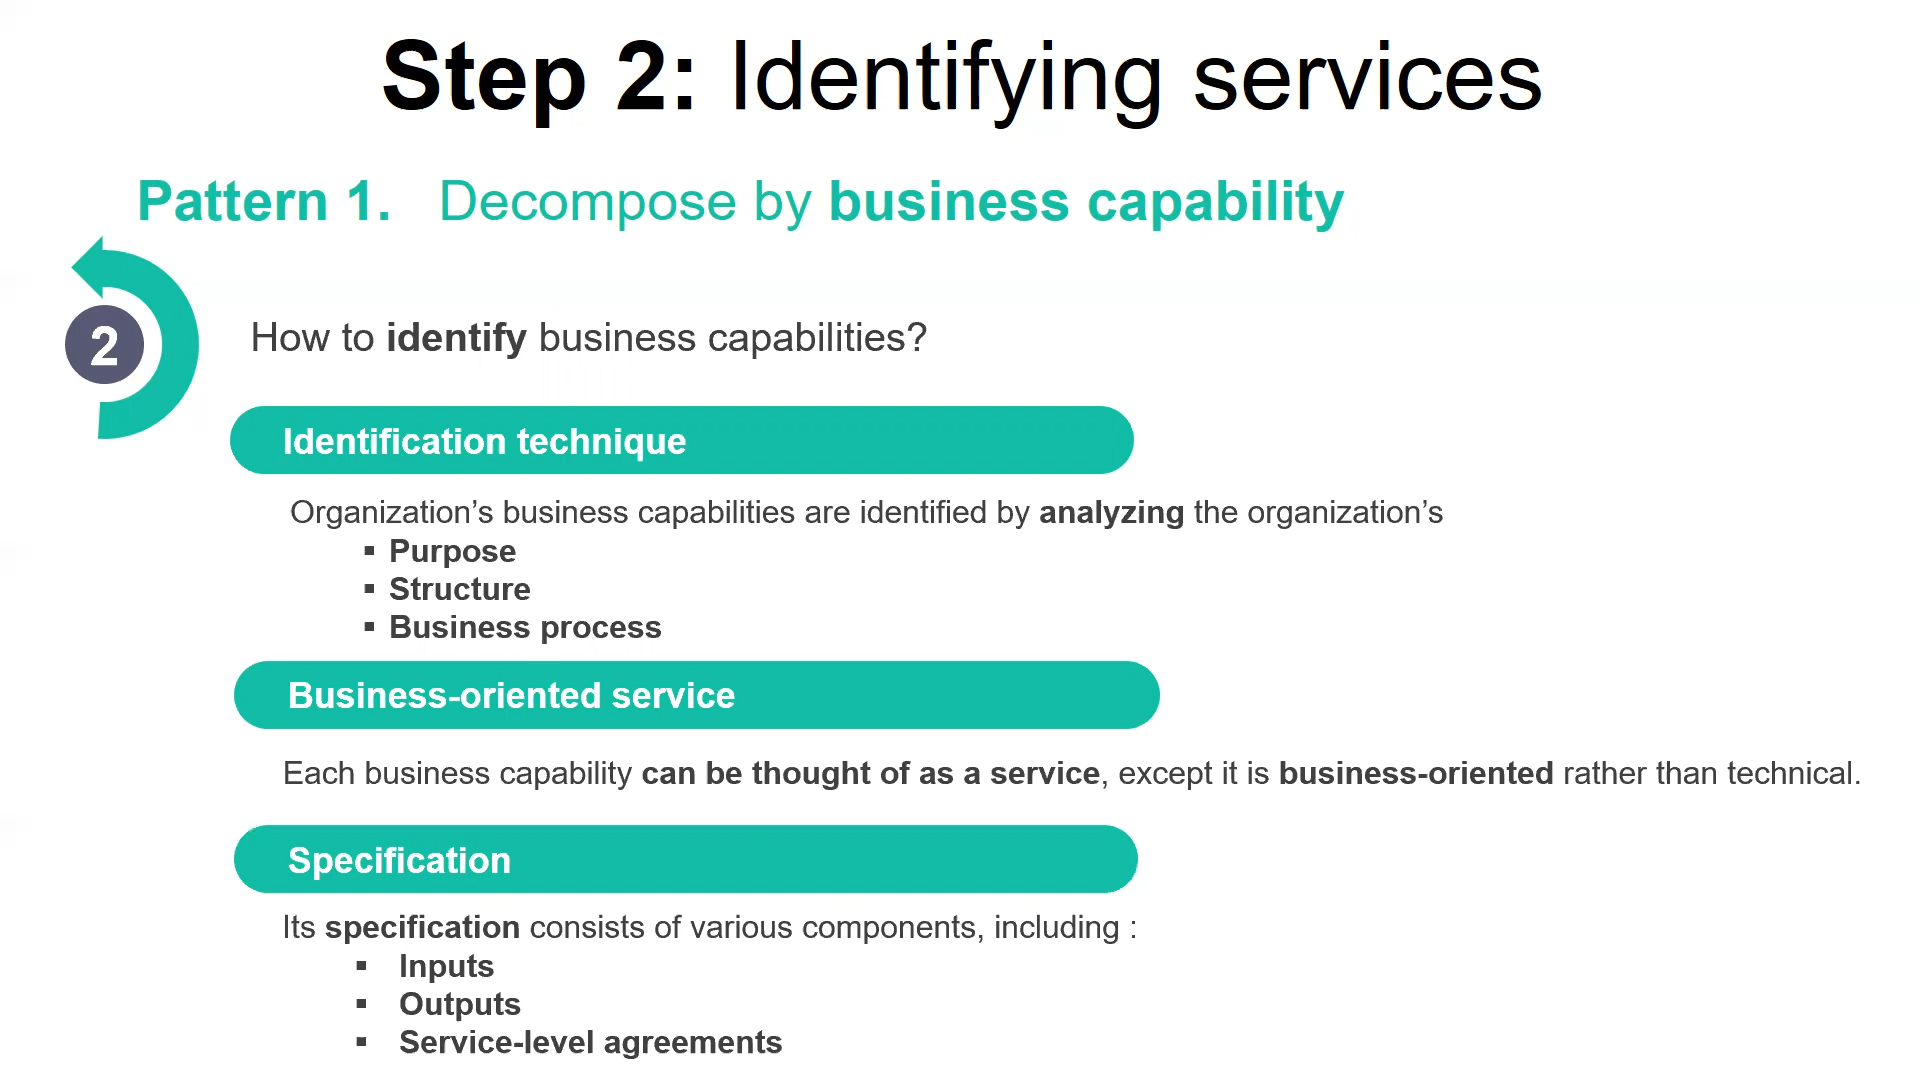 Step 2: Identifying services
Pattern 1. Decompose by business capability
2
How to identify business capabilities?
Identification technique
Organization’s business capabilities are identified by analyzing the organization’s
▪ Purpose
▪ Structure
▪ Business process
Business-oriented service
Each business capability can be thought of as a service, except it is business-oriented rather than technical.
Specification
Its specification consists of various components, including :
▪ Inputs
▪ Outputs
▪ Service-level agreements